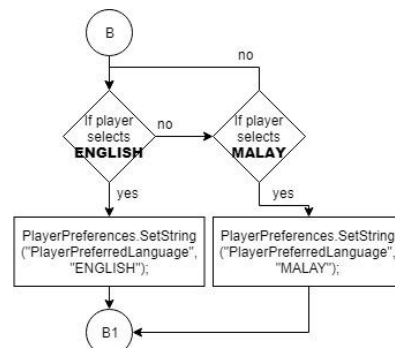 B
no
If player
selects
ENGLISH
no
If player
selects
MALAY
yes
yes
PlayerPreferences.SetString
("PlayerPreferredLanguage",
"ENGLISH");
PlayerPreferences.SetString
("PlayerPreferredLanguage",
"MALAY");
B1